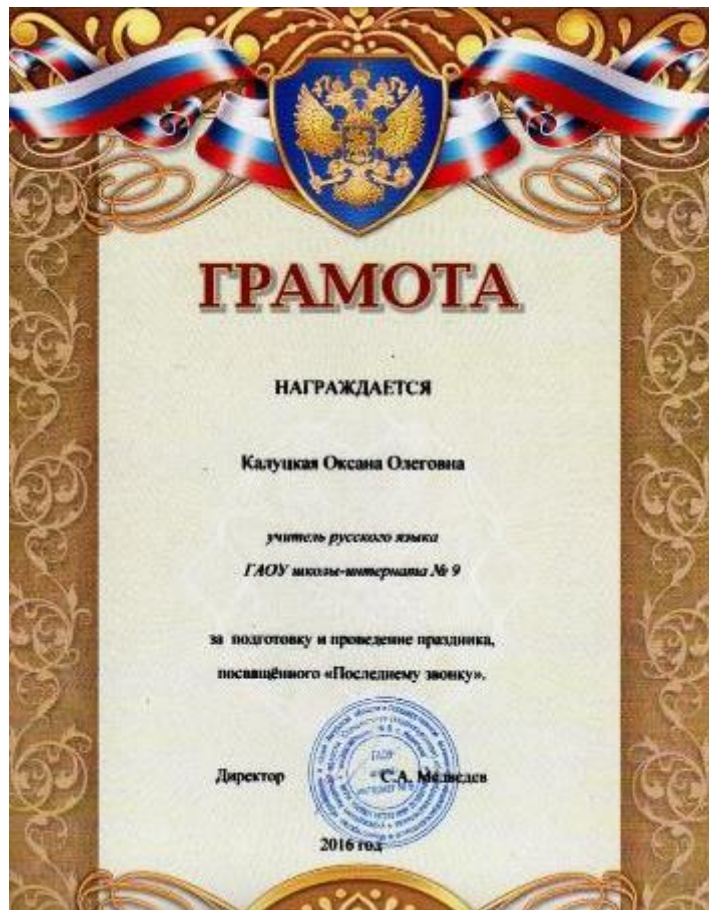 ГРАМОТА
НАГРАЖДАЕТСЯ
Калуцкая Оксана Олеговна
учитель русского языка
ГАОУ школы-интерната № 9
за подготовку и проведение праздника,
посвящённого «Последнему звонку».
Директор С.А. Медведев
2016 год